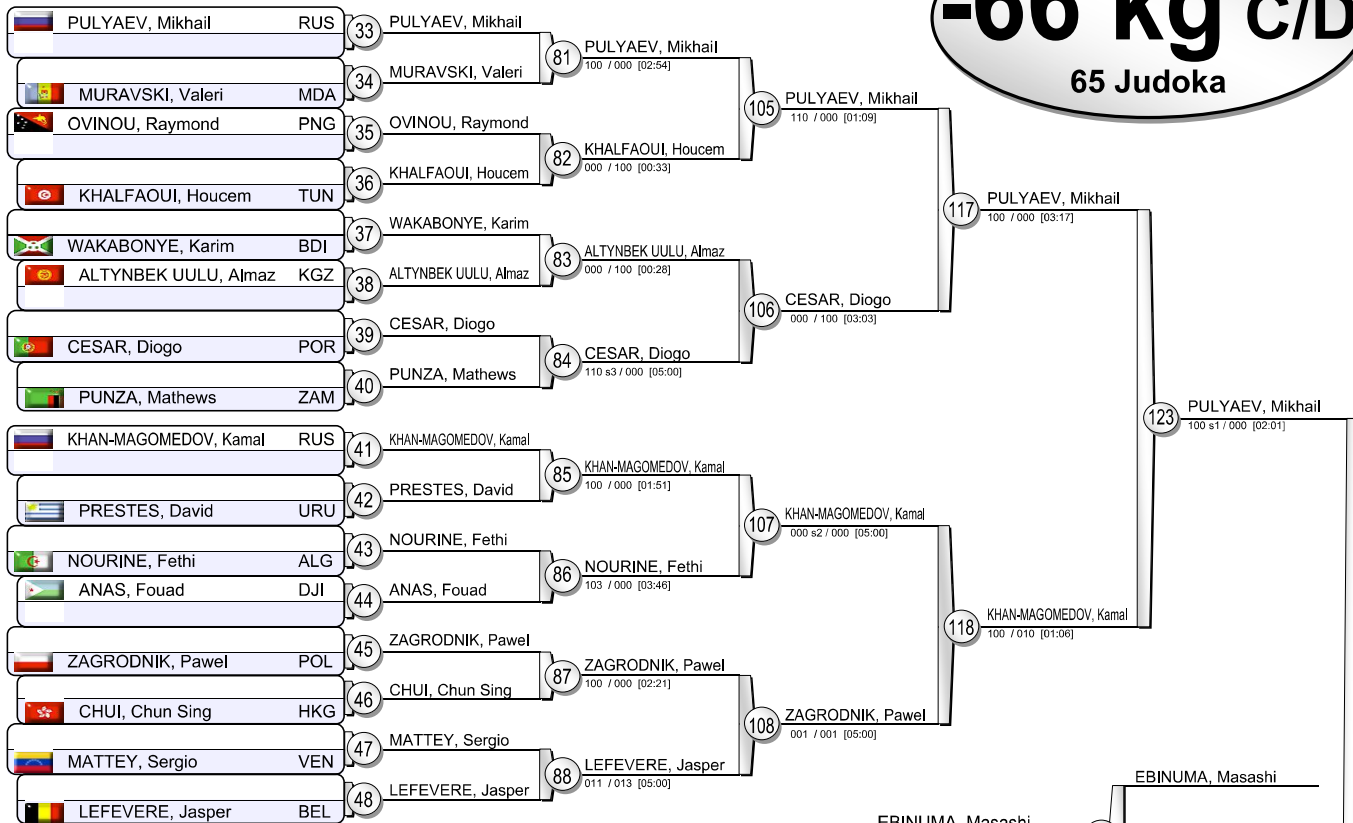 -66 kg C/D
65 Judoka
PULYAEV, Mikhail RUS
MURAVSKI, Valeri MDA
OVINOU, Raymond PNG
KHALFAOUI, Houcem TUN
WAKABONYE, Karim BDI
ALTYNBEK UULU, Almaz KGZ
CESAR, Diogo POR
PUNZA, Mathews ZAM
KHAN-MAGOMEDOV, Kamal RUS
PRESTES, David URU
NOURINE, Fethi ALG
ANAS, Fouad DJI
ZAGRODNIK, Pawel POL
CHUI, Chun Sing HKG
MATTEY, Sergio VEN
LEFEVERE, Jasper BEL
33 PULYAEV, Mikhail
34 MURAVSKI, Valeri
35 OVINOU, Raymond
36 KHALFAOUI, Houcem
37 WAKABONYE, Karim
38 ALTYNBEK UULU, Almaz
39 CESAR, Diogo
40 PUNZA, Mathews
41 KHAN-MAGOMEDOV, Kamal
42 PRESTES, David
43 NOURINE, Fethi
44 ANAS, Fouad
45 ZAGRODNIK, Pawel
46 CHUI, Chun Sing
47 MATTEY, Sergio
48 LEFEVERE, Jasper
81 PULYAEV, Mikhail
100 / 000 [02:54]
82 KHALFAOUI, Houcem
000 / 100 [00:33]
83 ALTYNBEK UULU, Almaz
000 / 100 [00:28]
84 CESAR, Diogo
110 s3 / 000 [05:00]
85 KHAN-MAGOMEDOV, Kamal
100 / 000 [01:51]
86 NOURINE, Fethi
103 / 000 [03:46]
87 ZAGRODNIK, Pawel
100 / 000 [02:21]
88 LEFEVERE, Jasper
011 / 013 [05:00]
105 PULYAEV, Mikhail
110 / 000 [01:09]
106 CESAR, Diogo
000 / 100 [03:03]
107 KHAN-MAGOMEDOV, Kamal
000 s2 / 000 [05:00]
108 ZAGRODNIK, Pawel
001 / 001 [05:00]
117 PULYAEV, Mikhail
100 / 000 [03:17]
118 KHAN-MAGOMEDOV, Kamal
100 / 010 [01:06]
123 PULYAEV, Mikhail
100 s1 / 000 [02:01]
EBINUMA, Masashi
EBINUMA, Masashi